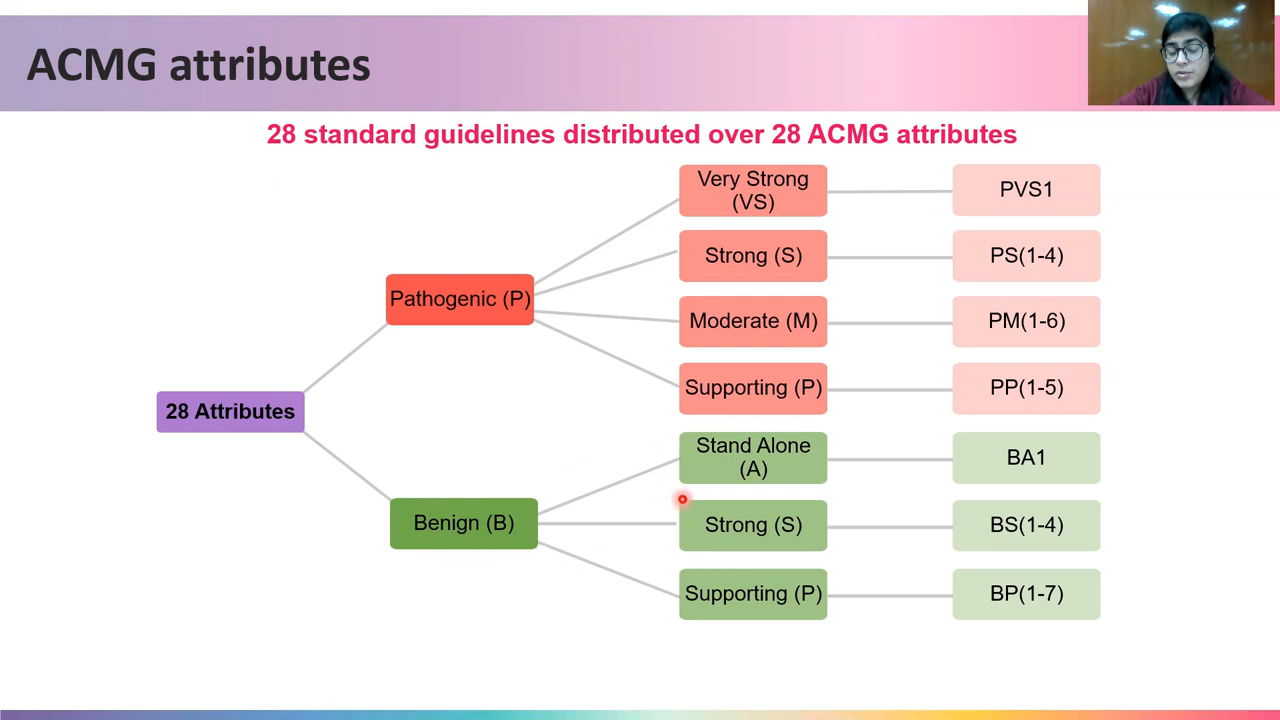 ACMG attributes
28 standard guidelines distributed over 28 ACMG attributes
28 Attributes
Pathogenic (P)
Very Strong
(VS)
PVS1
Strong (S)
PS(1-4)
Moderate (M)
PM(1-6)
Supporting (P)
PP(1-5)
Benign (B)
Stand Alone
(A)
BA1
Strong (S)
BS(1-4)
Supporting (P)
BP(1-7)